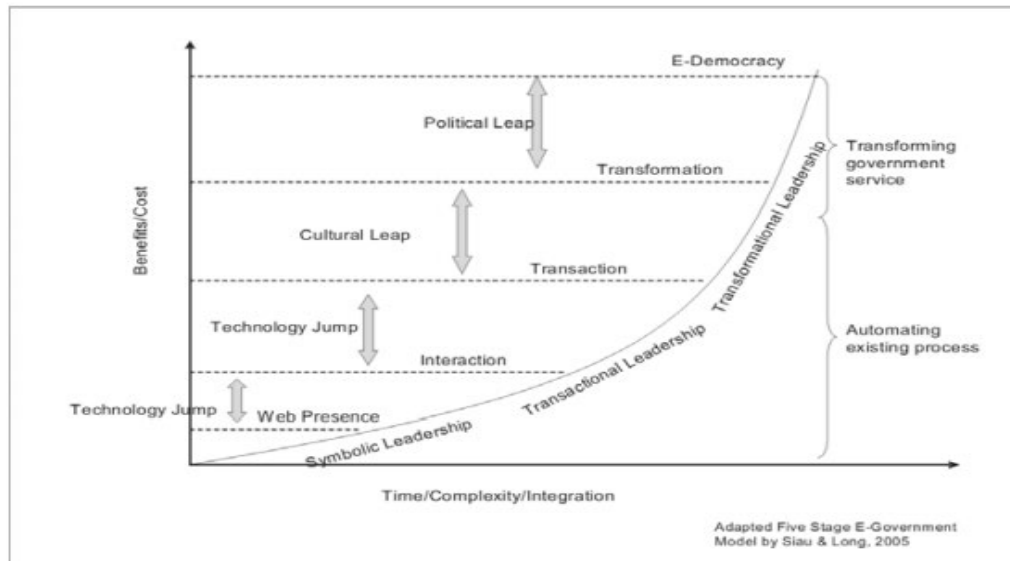 E-Democracy
Political Leap
Transforming
government
service
Transformation
Cultural Leap
Transformational Leadership
Benefits/Cost
Transaction
Technology Jump
Automating
existing process
Interaction
Transactional Leadership
Technology Jump
Web Presence
Symbolic Leadership
Time/Complexity/Integration
Adapted Five Stage E-Government
Model by Siau & Long, 2005